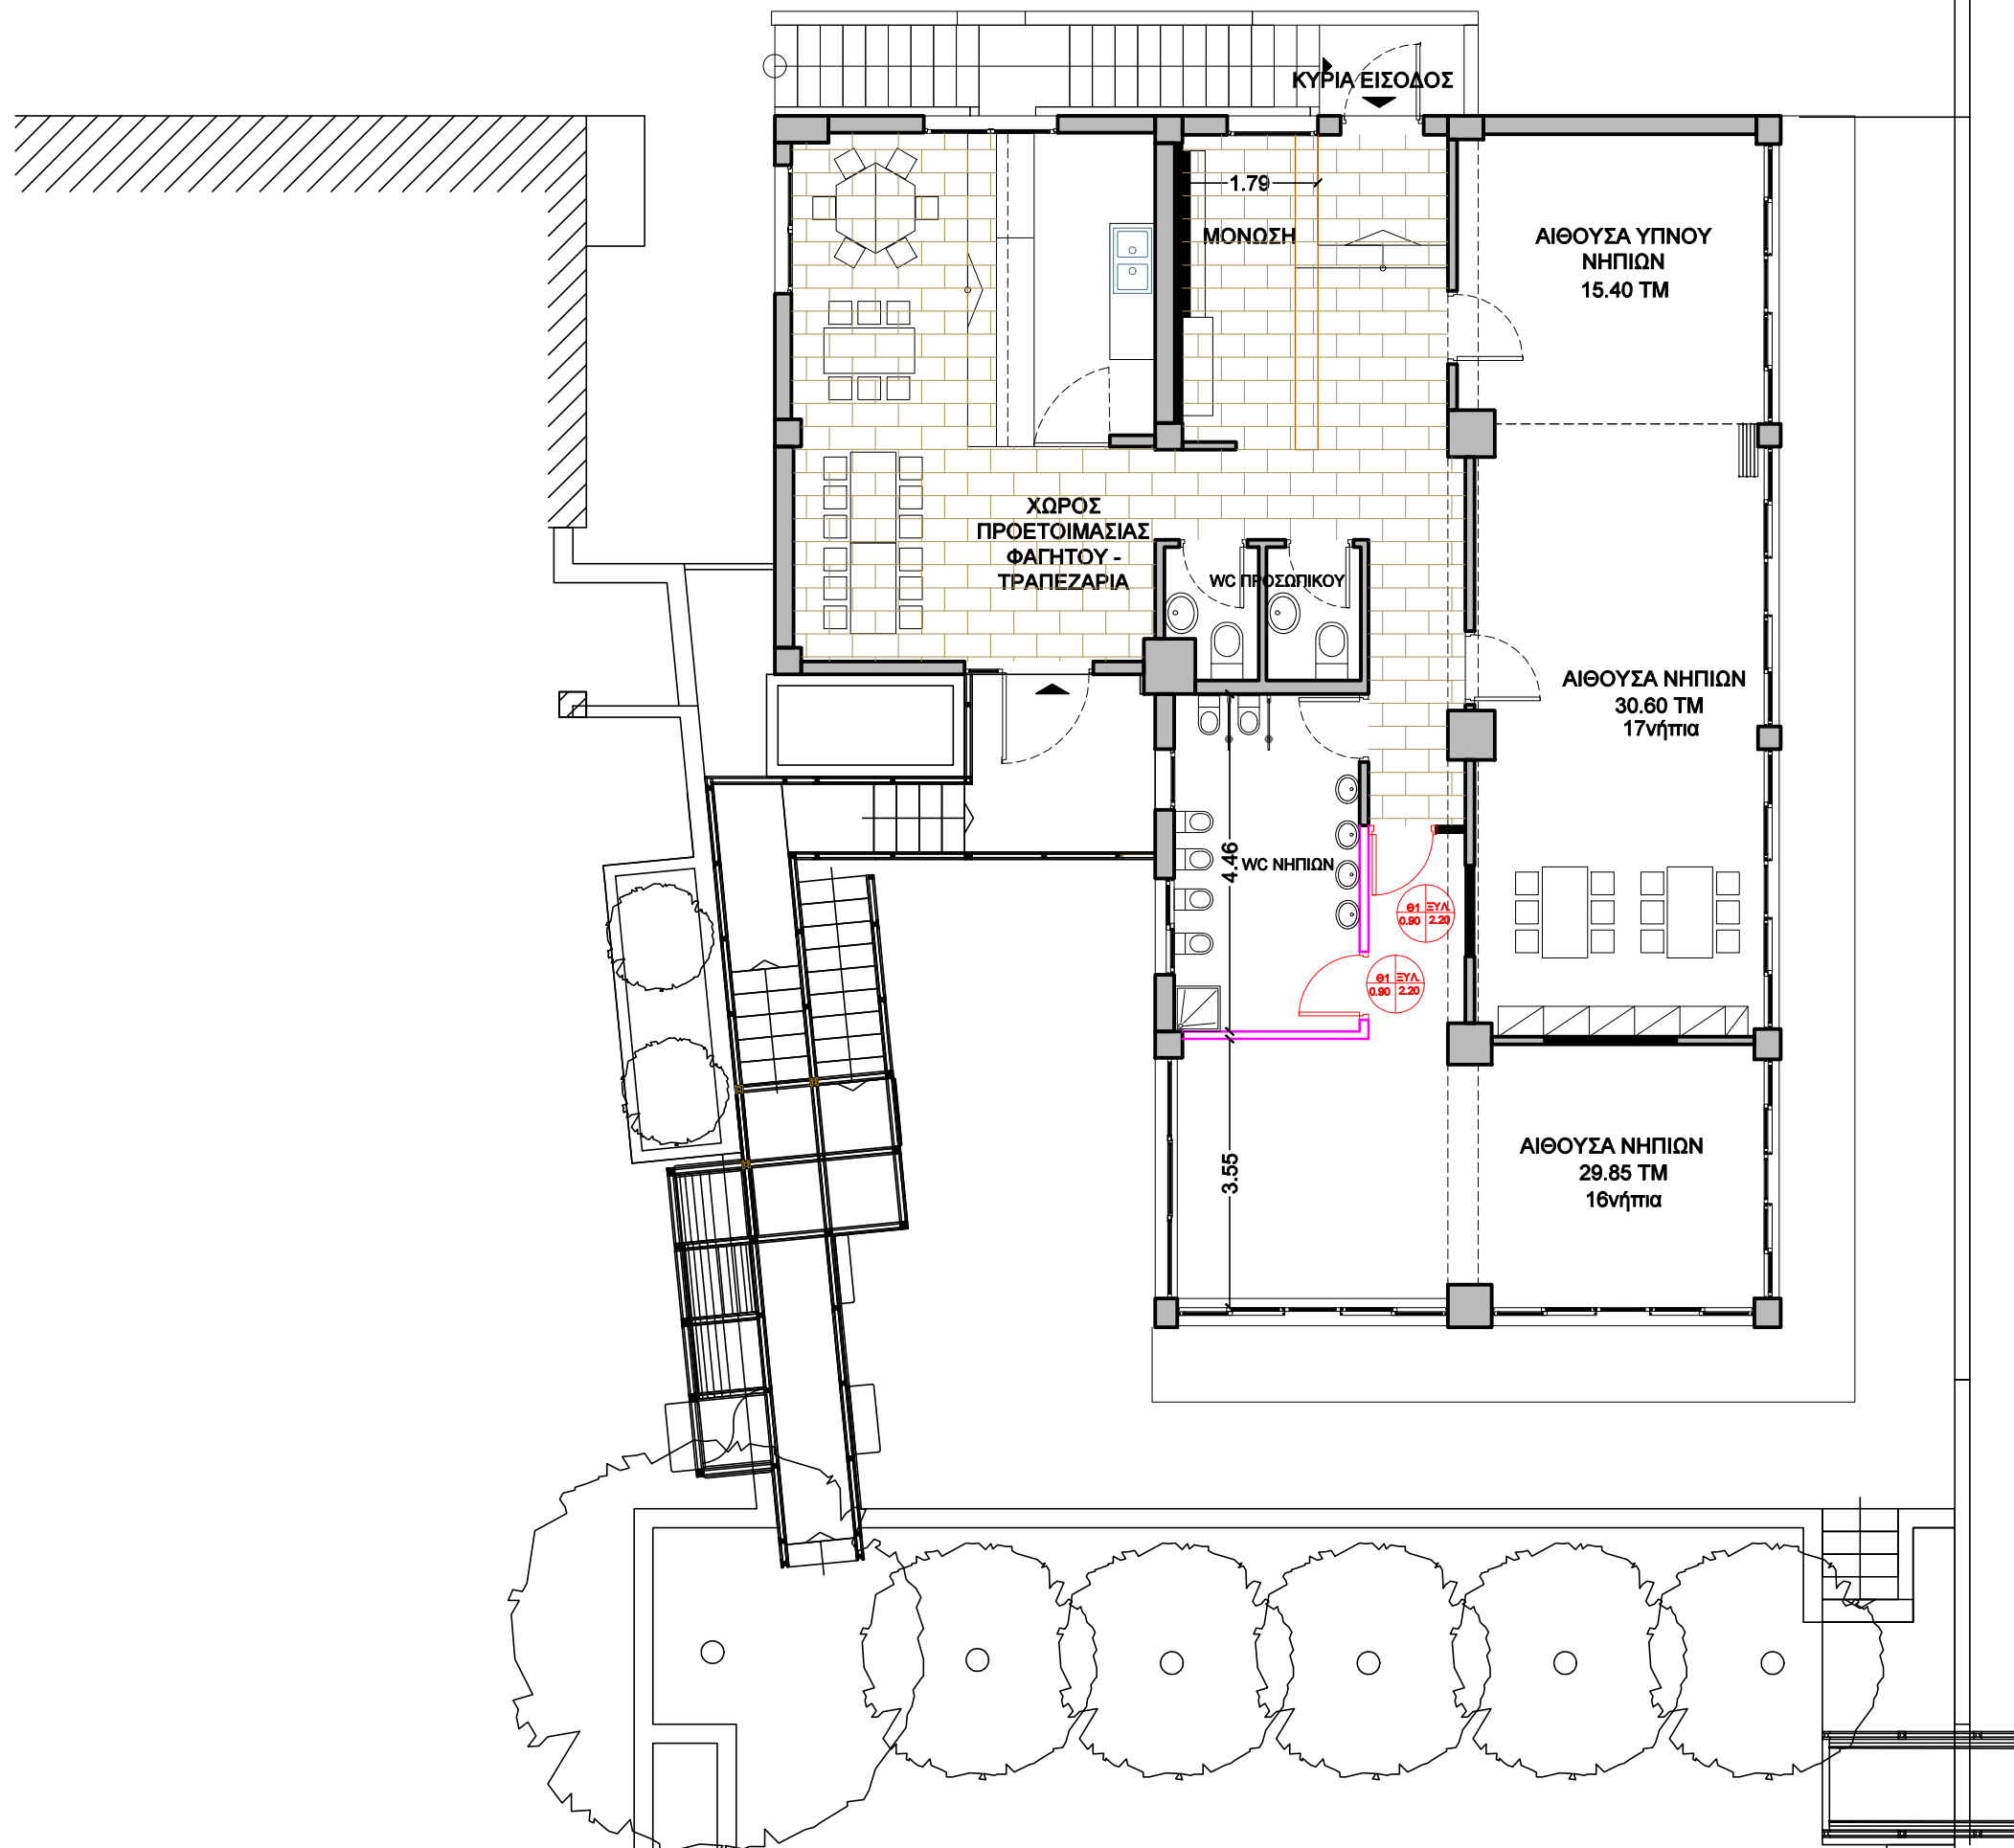 ΚΥΡΙΑ ΕΙΣΟΔΟΣ
1.79
ΜΟΝΩΣΗ
ΑΙΘΟΥΣΑ ΥΠΝΟΥ
ΝΗΠΙΩΝ
15.40 ΤΜ
ΧΩΡΟΣ
ΠΡΟΕΤΟΙΜΑΣΙΑΣ
ΦΑΓΗΤΟΥ -
ΤΡΑΠΕΖΑΡΙΑ
WC ΠΡΟΣΩΠΙΚΟΥ
ΑΙΘΟΥΣΑ ΝΗΠΙΩΝ
30.60 ΤΜ
17νήπια
4.46
WC ΝΗΠΙΩΝ
Θ1 ΞΥΛ.
0.90 2.20
Θ1 ΞΥΛ.
0.90 2.20
3.55
ΑΙΘΟΥΣΑ ΝΗΠΙΩΝ
29.85 ΤΜ
16νήπια